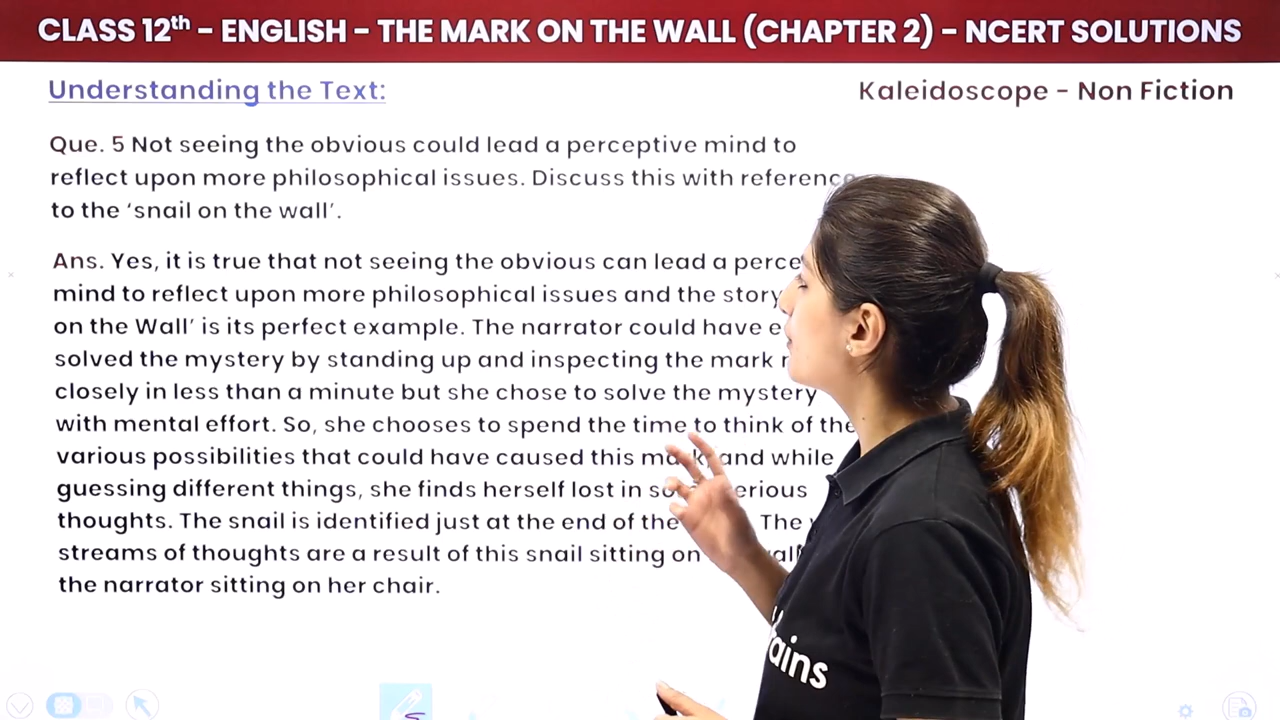 CLASS 12th - ENGLISH - THE MARK ON THE WALL (CHAPTER 2) - NCERT SOLUTIONS
Understanding the Text:
Kaleidoscope - Non Fiction
Que. 5 Not seeing the obvious could lead a perceptive mind to
reflect upon more philosophical issues. Discuss this with reference
to the ‘snail on the wall’.
Ans. Yes, it is true that not seeing the obvious can lead a
mind to reflect upon more philosophical issues and the story
on the Wall’ is its perfect example. The narrator could have
solved the mystery by standing up and inspecting the mark
closely in less than a minute but she chose to solve the mystery
with mental effort. So, she chooses to spend the time to think of the
various possibilities that could have caused this mark, and while
guessing different things, she finds herself lost in
thoughts. The snail is identified just at the end of the The
streams of thoughts are a result of this snail sitting on
the narrator sitting on her chair.